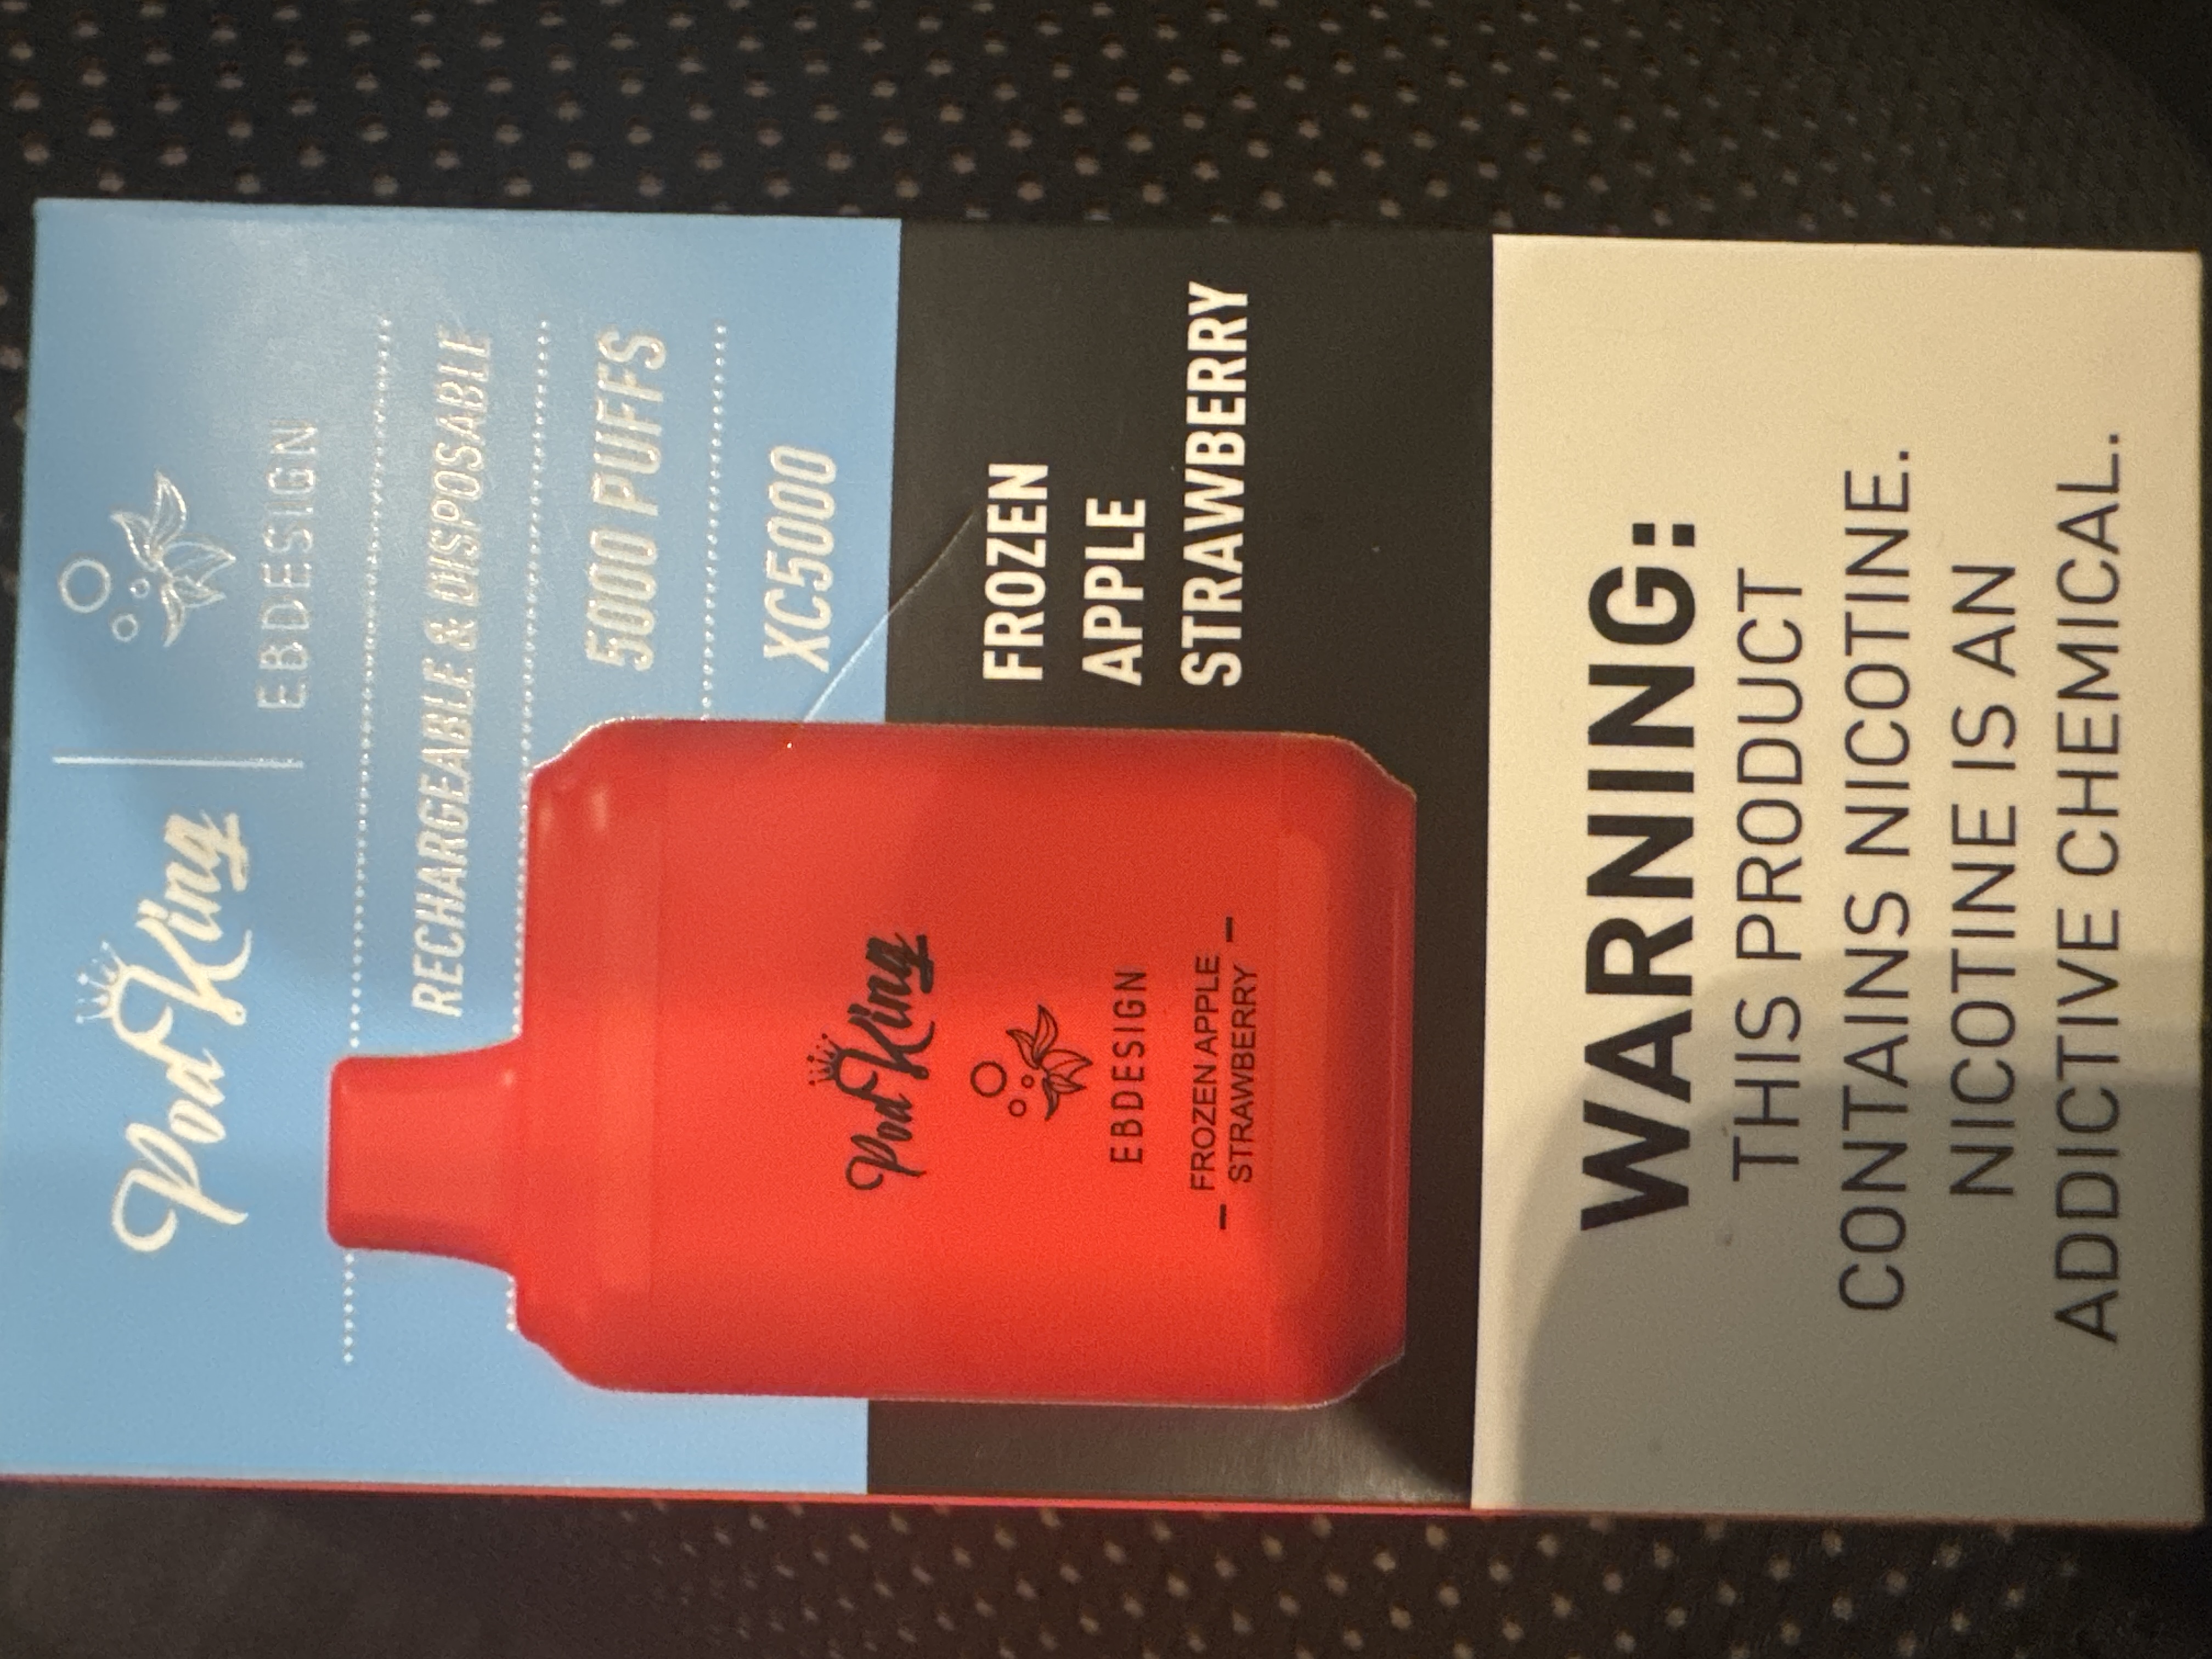 Pod King
EBDESIGN
RECHARGEABLE & DISPOSABLE
5000 PUFFS
XC5000
FROZEN
APPLE
STRAWBERRY
Pod King
EBDESIGN
FROZEN APPLE
STRAWBERRY
WARNING:
THIS PRODUCT
CONTAINS NICOTINE.
NICOTINE IS AN
ADDICTIVE CHEMICAL.